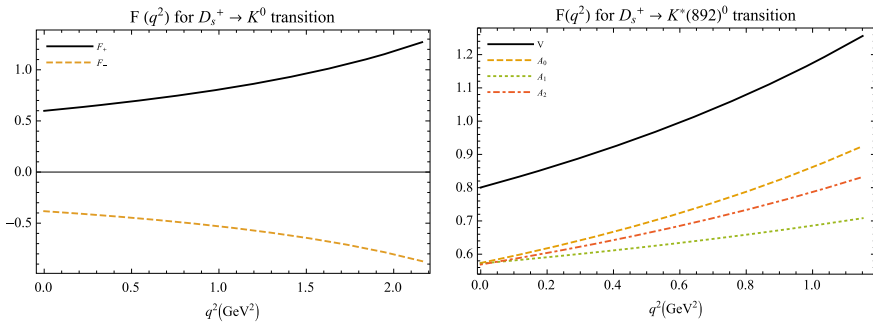 F (q²) for D_s⁺ → K⁰ transition
F₊
F₋
1.0
0.5
0.0
−0.5
0.0
0.5
1.0
1.5
2.0
q²(GeV²)
F(q²) for D_s⁺ → K*(892)⁰ transition
V
A₀
A₁
A₂
1.2
1.1
1.0
0.9
0.8
0.7
0.6
0.0
0.2
0.4
0.6
0.8
1.0
q²(GeV²)